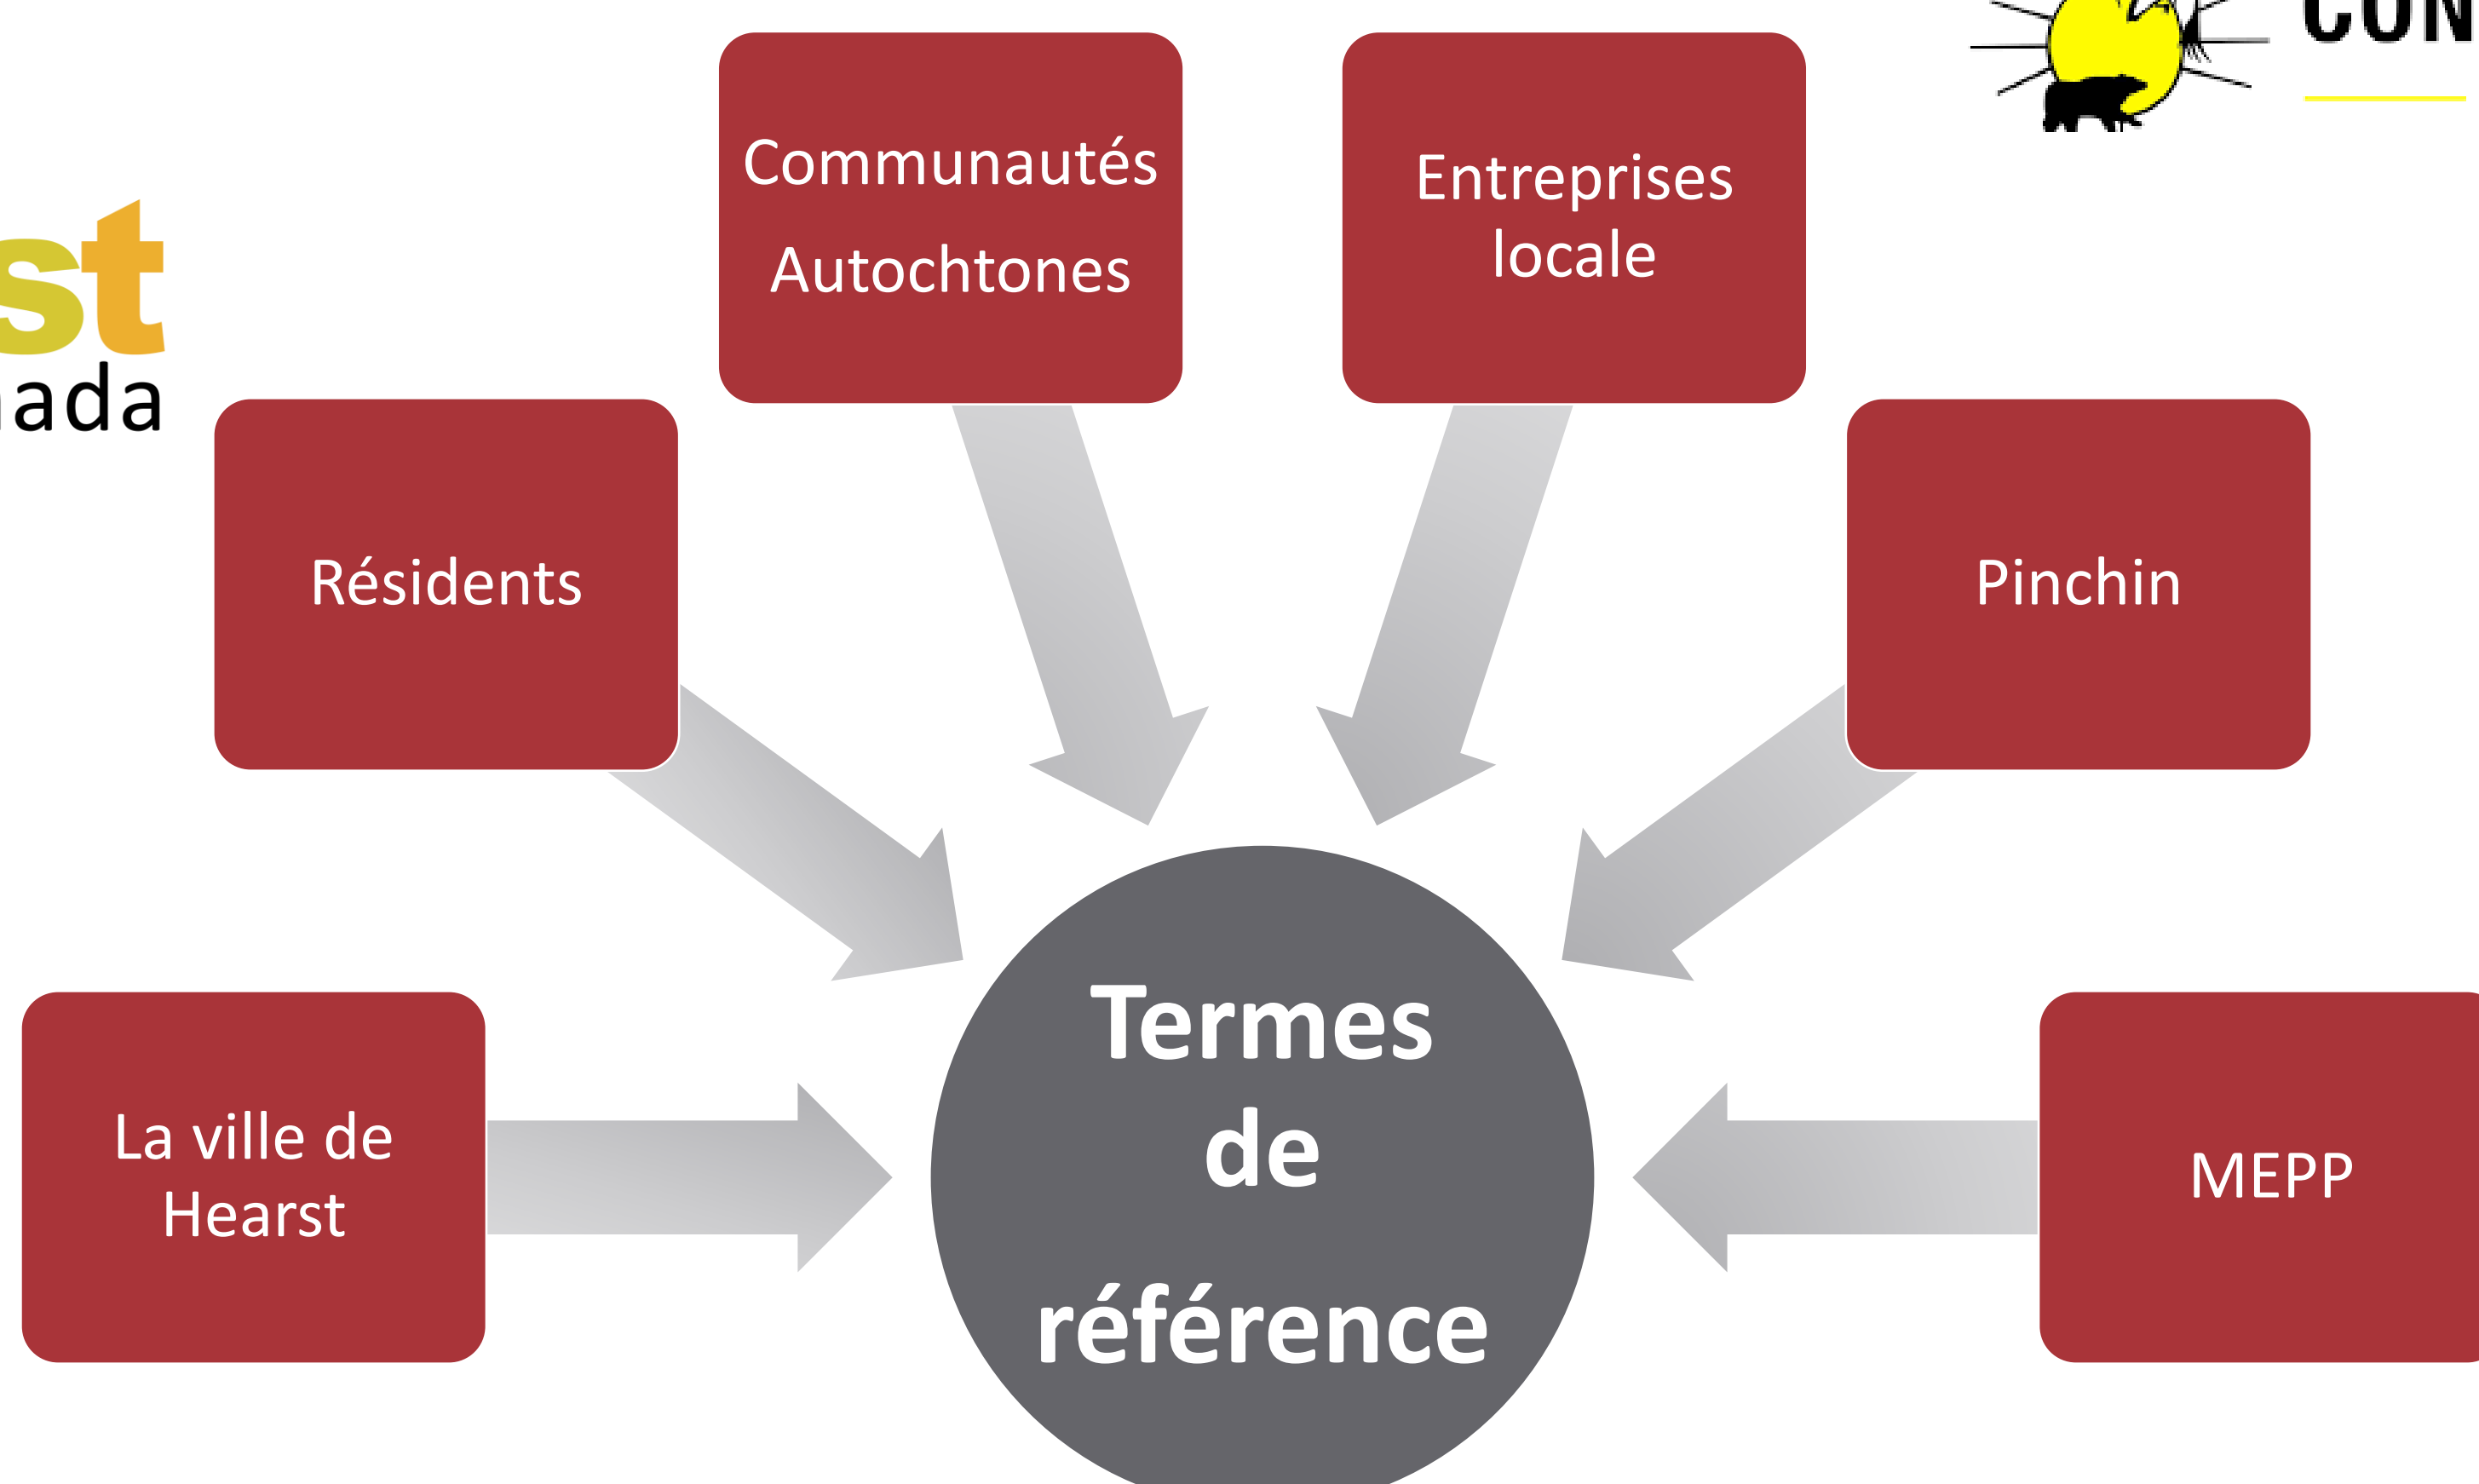 Communautés
Autochtones
Entreprises
locale
Résidents
Pinchin
La ville de
Hearst
Termes
de
référence
MEPP